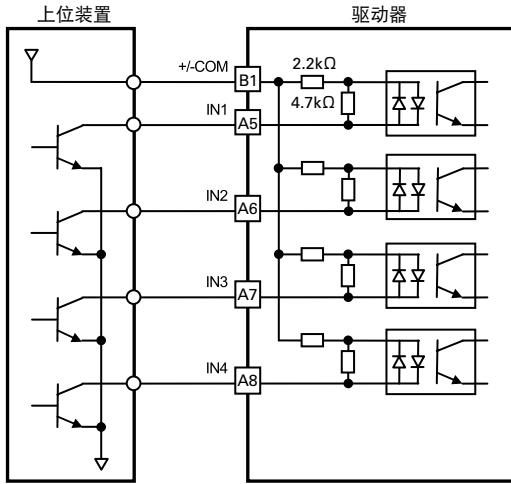 上位装置
驱动器
+/-COM
B1
2.2kΩ
4.7kΩ
IN1
A5
IN2
A6
IN3
A7
IN4
A8